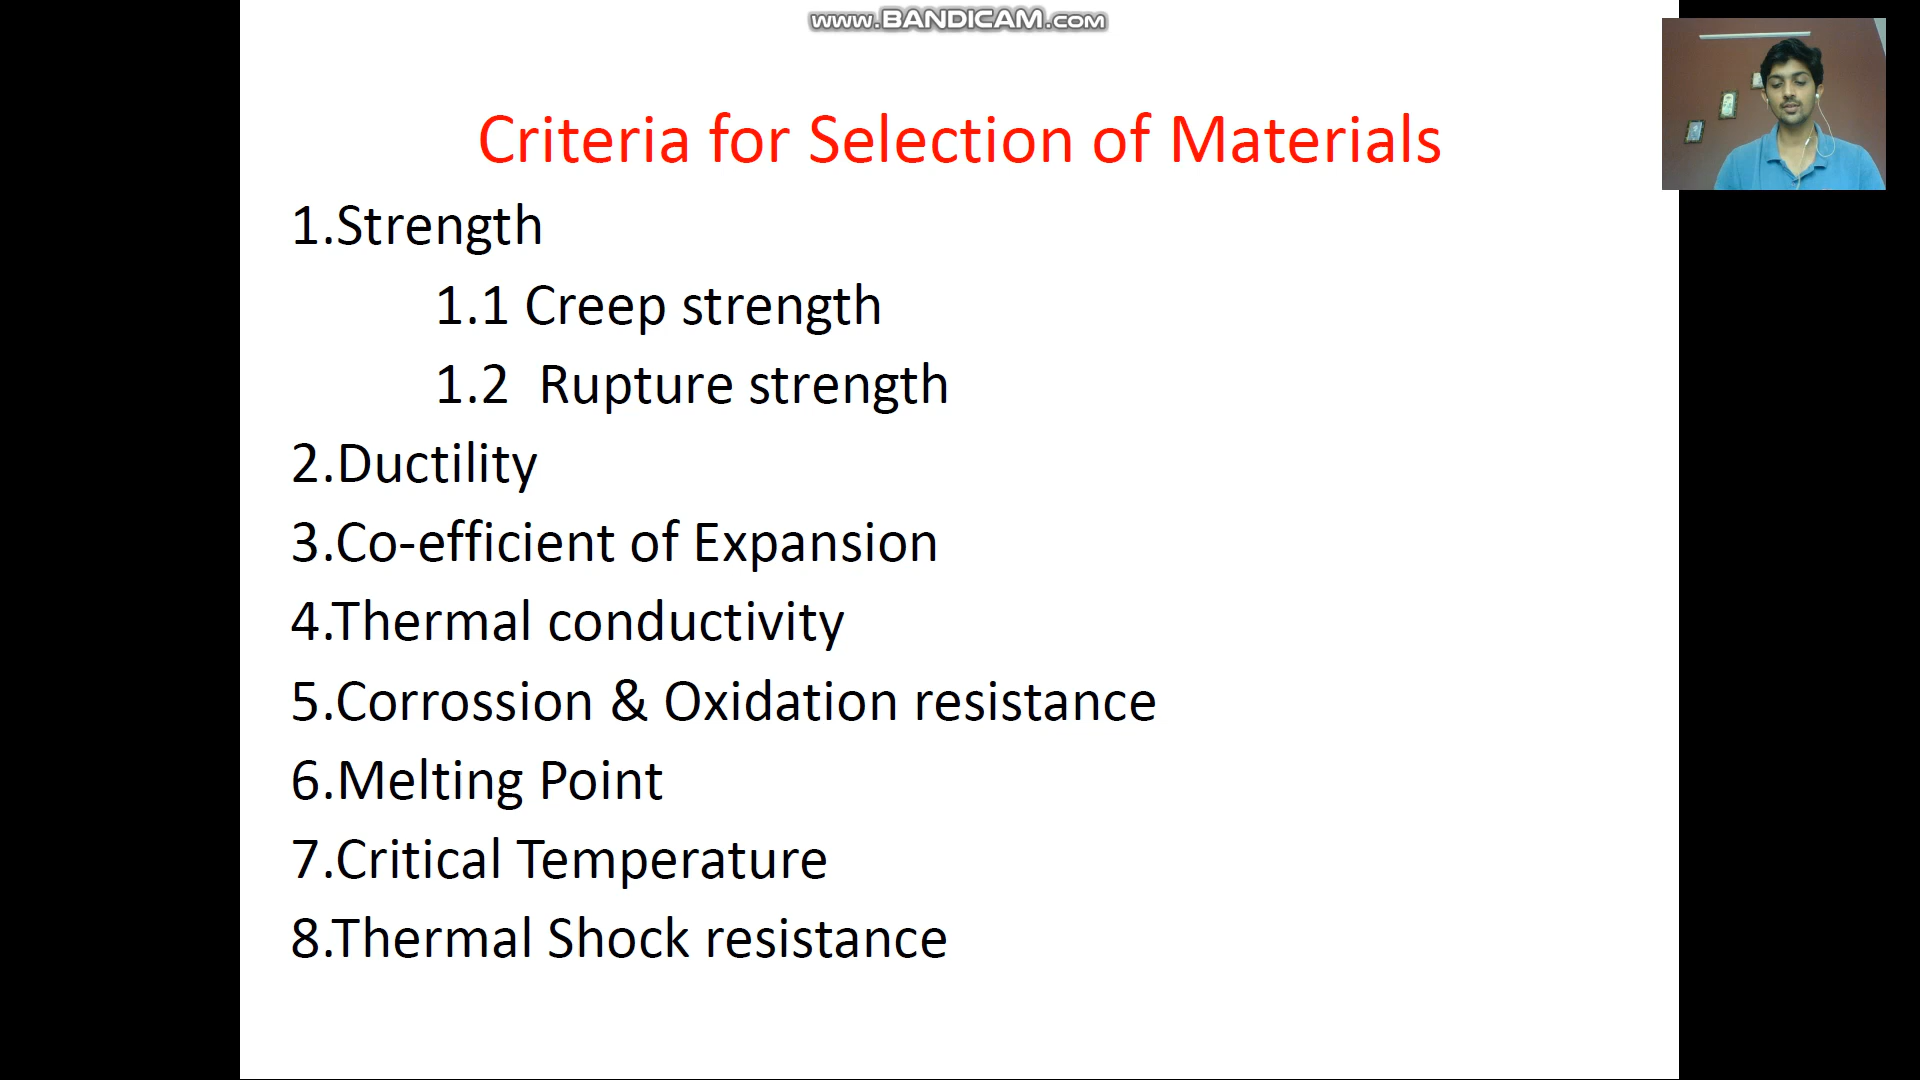 www.BANDICAM.com
Criteria for Selection of Materials
1.Strength
1.1 Creep strength
1.2 Rupture strength
2.Ductility
3.Co-efficient of Expansion
4.Thermal conductivity
5.Corrossion & Oxidation resistance
6.Melting Point
7.Critical Temperature
8.Thermal Shock resistance